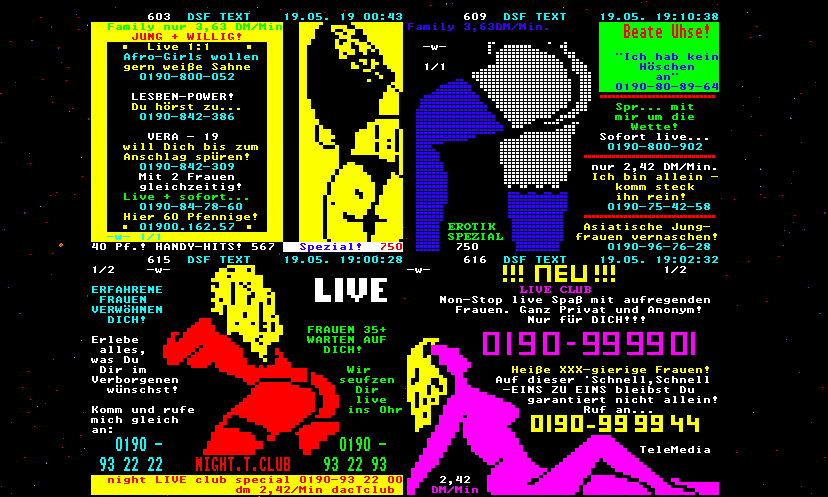 603 DSF TEXT 19.05. 19 00:43
Family nur 3,63 DM/Min
JUNG + WILLIG!
Live 1:1
Afro-Girls wollen
gern weiße Sahne
0190-800-052
LESBEN-POWER!
Du hörst zu...
0190-842-386
VERA - 19
will Dich bis zum
Anschlag spüren!
0190-842-309
Mit 2 Frauen
gleichzeitig!
Live + sofort...
0190-84-78-60
Hier 60 Pfennige!
01900.162.57
-w- 1/1
40 PF.! HANDY-HITS! 567
Spezial! 750
609 DSF TEXT 19.05. 19:10:38
Family 3,63DM/Min.
-w-
1/1
EROTIK
SPEZIAL
750
Beate Uhse!
"Ich hab kein
Höschen
an"
0190-80-89-64
Spr... mit
mir um die
Wette!
Sofort live...
0190-800-902
nur 2,42 DM/Min.
Ich bin allein -
komm steck
ihn rein!
0190-75-42-58
Asiatische Jung-
frauen vernaschen!
0190-96-76-28
615 DSF TEXT 19.05. 19:00:28
1/2 -w-
LIVE
ERFAHRENE
FRAUEN
VERWÖHNEN
DICH!
Erlebe
alles,
was Du
Dir im
Verborgenen
wünschst!
Komm und rufe
mich gleich
an:
0190 -
93 22 22
FRAUEN 35+
WARTEN AUF
DICH!
Wir
seufzen
Dir
live
ins Ohr
0190 -
93 22 93
NIGHT.T.CLUB
night LIVE club special 0190-93 22 00
dm 2,42/Min dacTclub
616 DSF TEXT 19.05. 19:02:32
-w- !!! NEU !!! 1/2
LIVE CLUB
Non-Stop live Spaß mit aufregenden
Frauen. Ganz Privat und Anonym!
Nur für DICH!!!
0190-9999 01
Heiße XXX-gierige Frauen!
Auf dieser 'Schnell,Schnell
-EINS ZU EINS bleibst Du
garantiert nicht allein!
Ruf an...
0190-99 99 44
TeleMedia
2,42
DM/Min